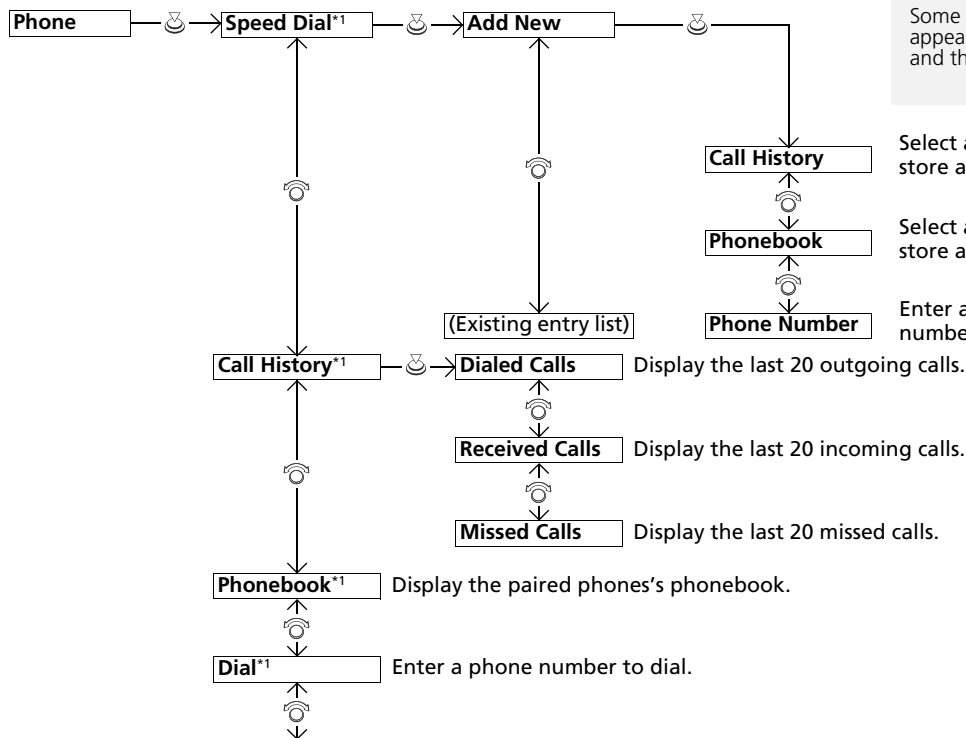 Phone
Speed Dial*1
Add New
Some
appea
and th
Call History
Select a
store a
Phonebook
Select a
store a
Phone Number
Enter a
number
(Existing entry list)
Call History*1
Dialed Calls
Display the last 20 outgoing calls.
Received Calls
Display the last 20 incoming calls.
Missed Calls
Display the last 20 missed calls.
Phonebook*1
Display the paired phones's phonebook.
Dial*1
Enter a phone number to dial.